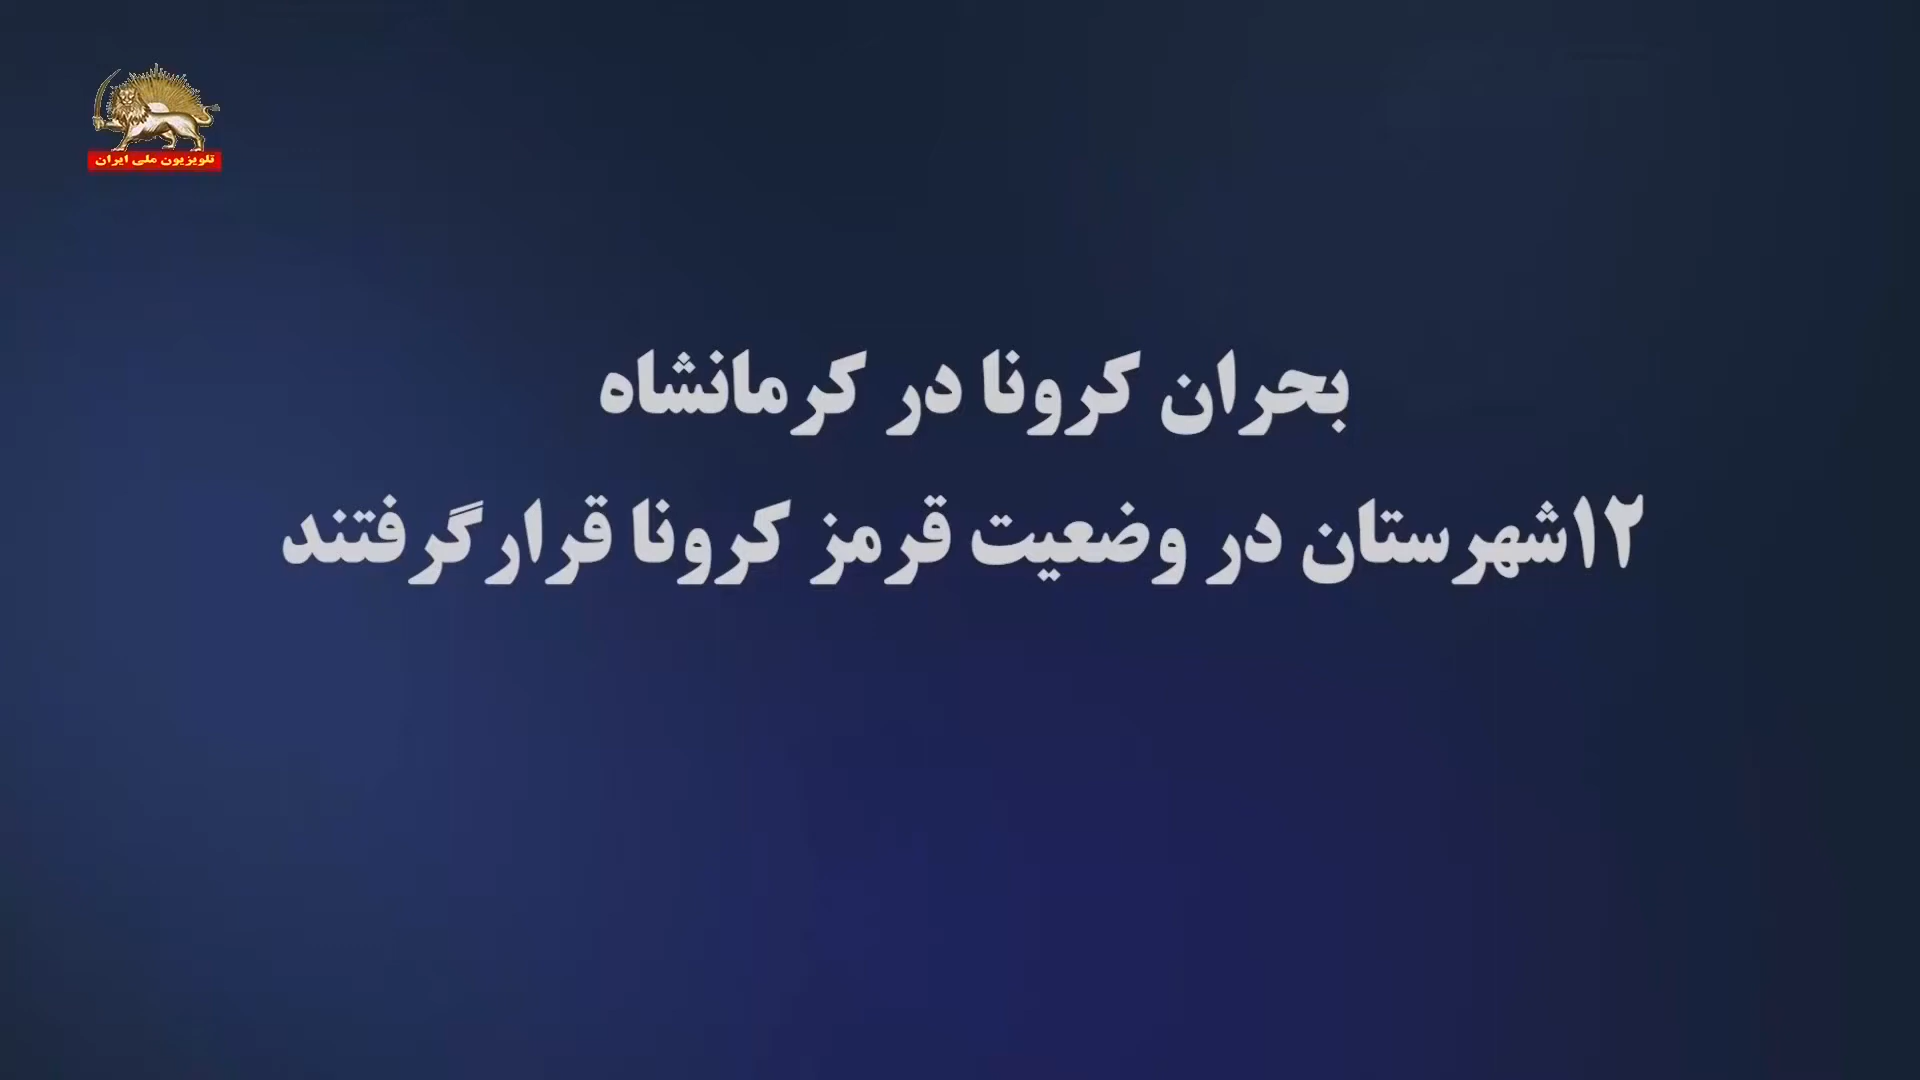 تلویزیون ملی ایران
بحران کرونا در کرمانشاه
۱۲شهرستان در وضعیت قرمز کرونا قرارگرفتند